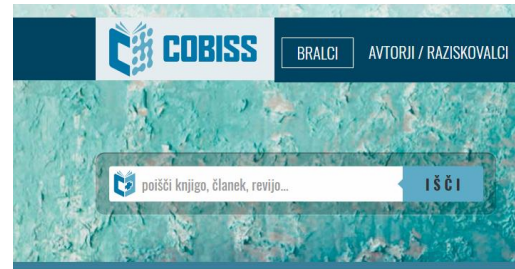 COBISS BRALCI AVTORJI / RAZISKOVALCI
poišči knjigo, članek, revijo... IŠČI